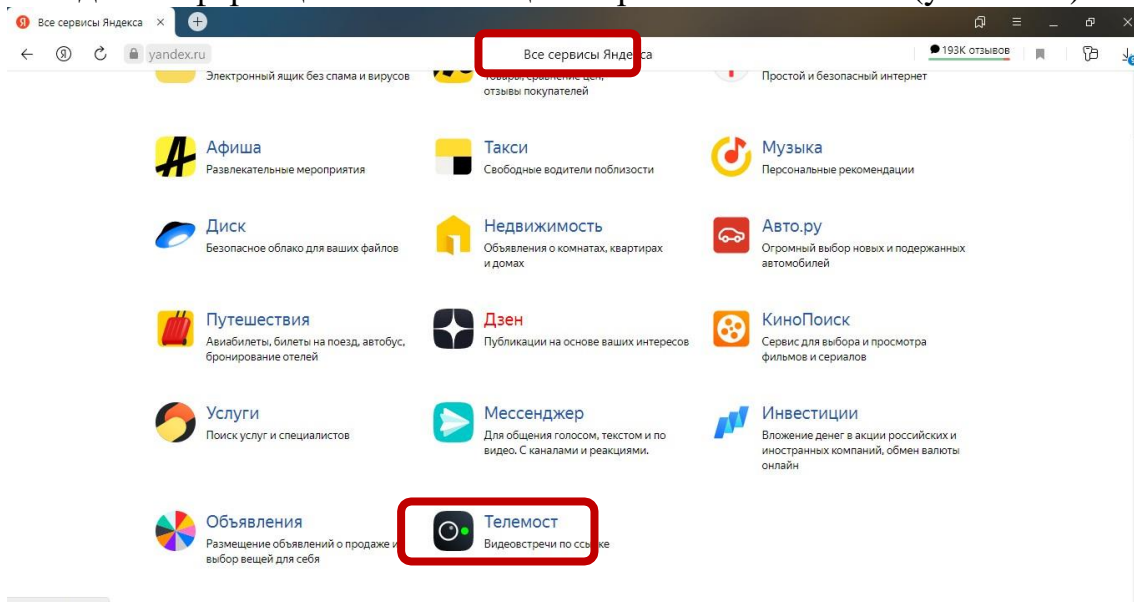 Все сервисы Яндекса
yandex.ru
Все сервисы Яндекса
193K отзывов
Электронный ящик без спама и вирусов
Товары, сравнение цен,
отзывы покупателей
Простой и безопасный интернет
Афиша
Развлекательные мероприятия
Такси
Свободные водители поблизости
Музыка
Персональные рекомендации
Диск
Безопасное облако для ваших файлов
Недвижимость
Объявления о комнатах, квартирах
и домах
Авто.ру
Огромный выбор новых и подержанных
автомобилей
Путешествия
Авиабилеты, билеты на поезд, автобус,
бронирование отелей
Дзен
Публикации на основе ваших интересов
КиноПоиск
Сервис для выбора и просмотра
фильмов и сериалов
Услуги
Поиск услуг и специалистов
Мессенджер
Для общения голосом, текстом и по
видео. С каналами и реакциями.
Инвестиции
Вложение денег в акции российских и
иностранных компаний, обмен валюты
онлайн
Объявления
Размещение объявлений о продаже и
выбор вещей для себя
Телемост
Видеовстречи по ссылке